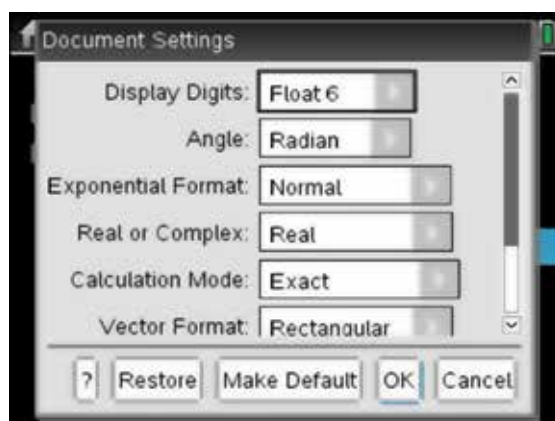 Document Settings
Display Digits: Float 6
Angle: Radian
Exponential Format: Normal
Real or Complex: Real
Calculation Mode: Exact
Vector Format: Rectangular
? Restore Make Default OK Cancel